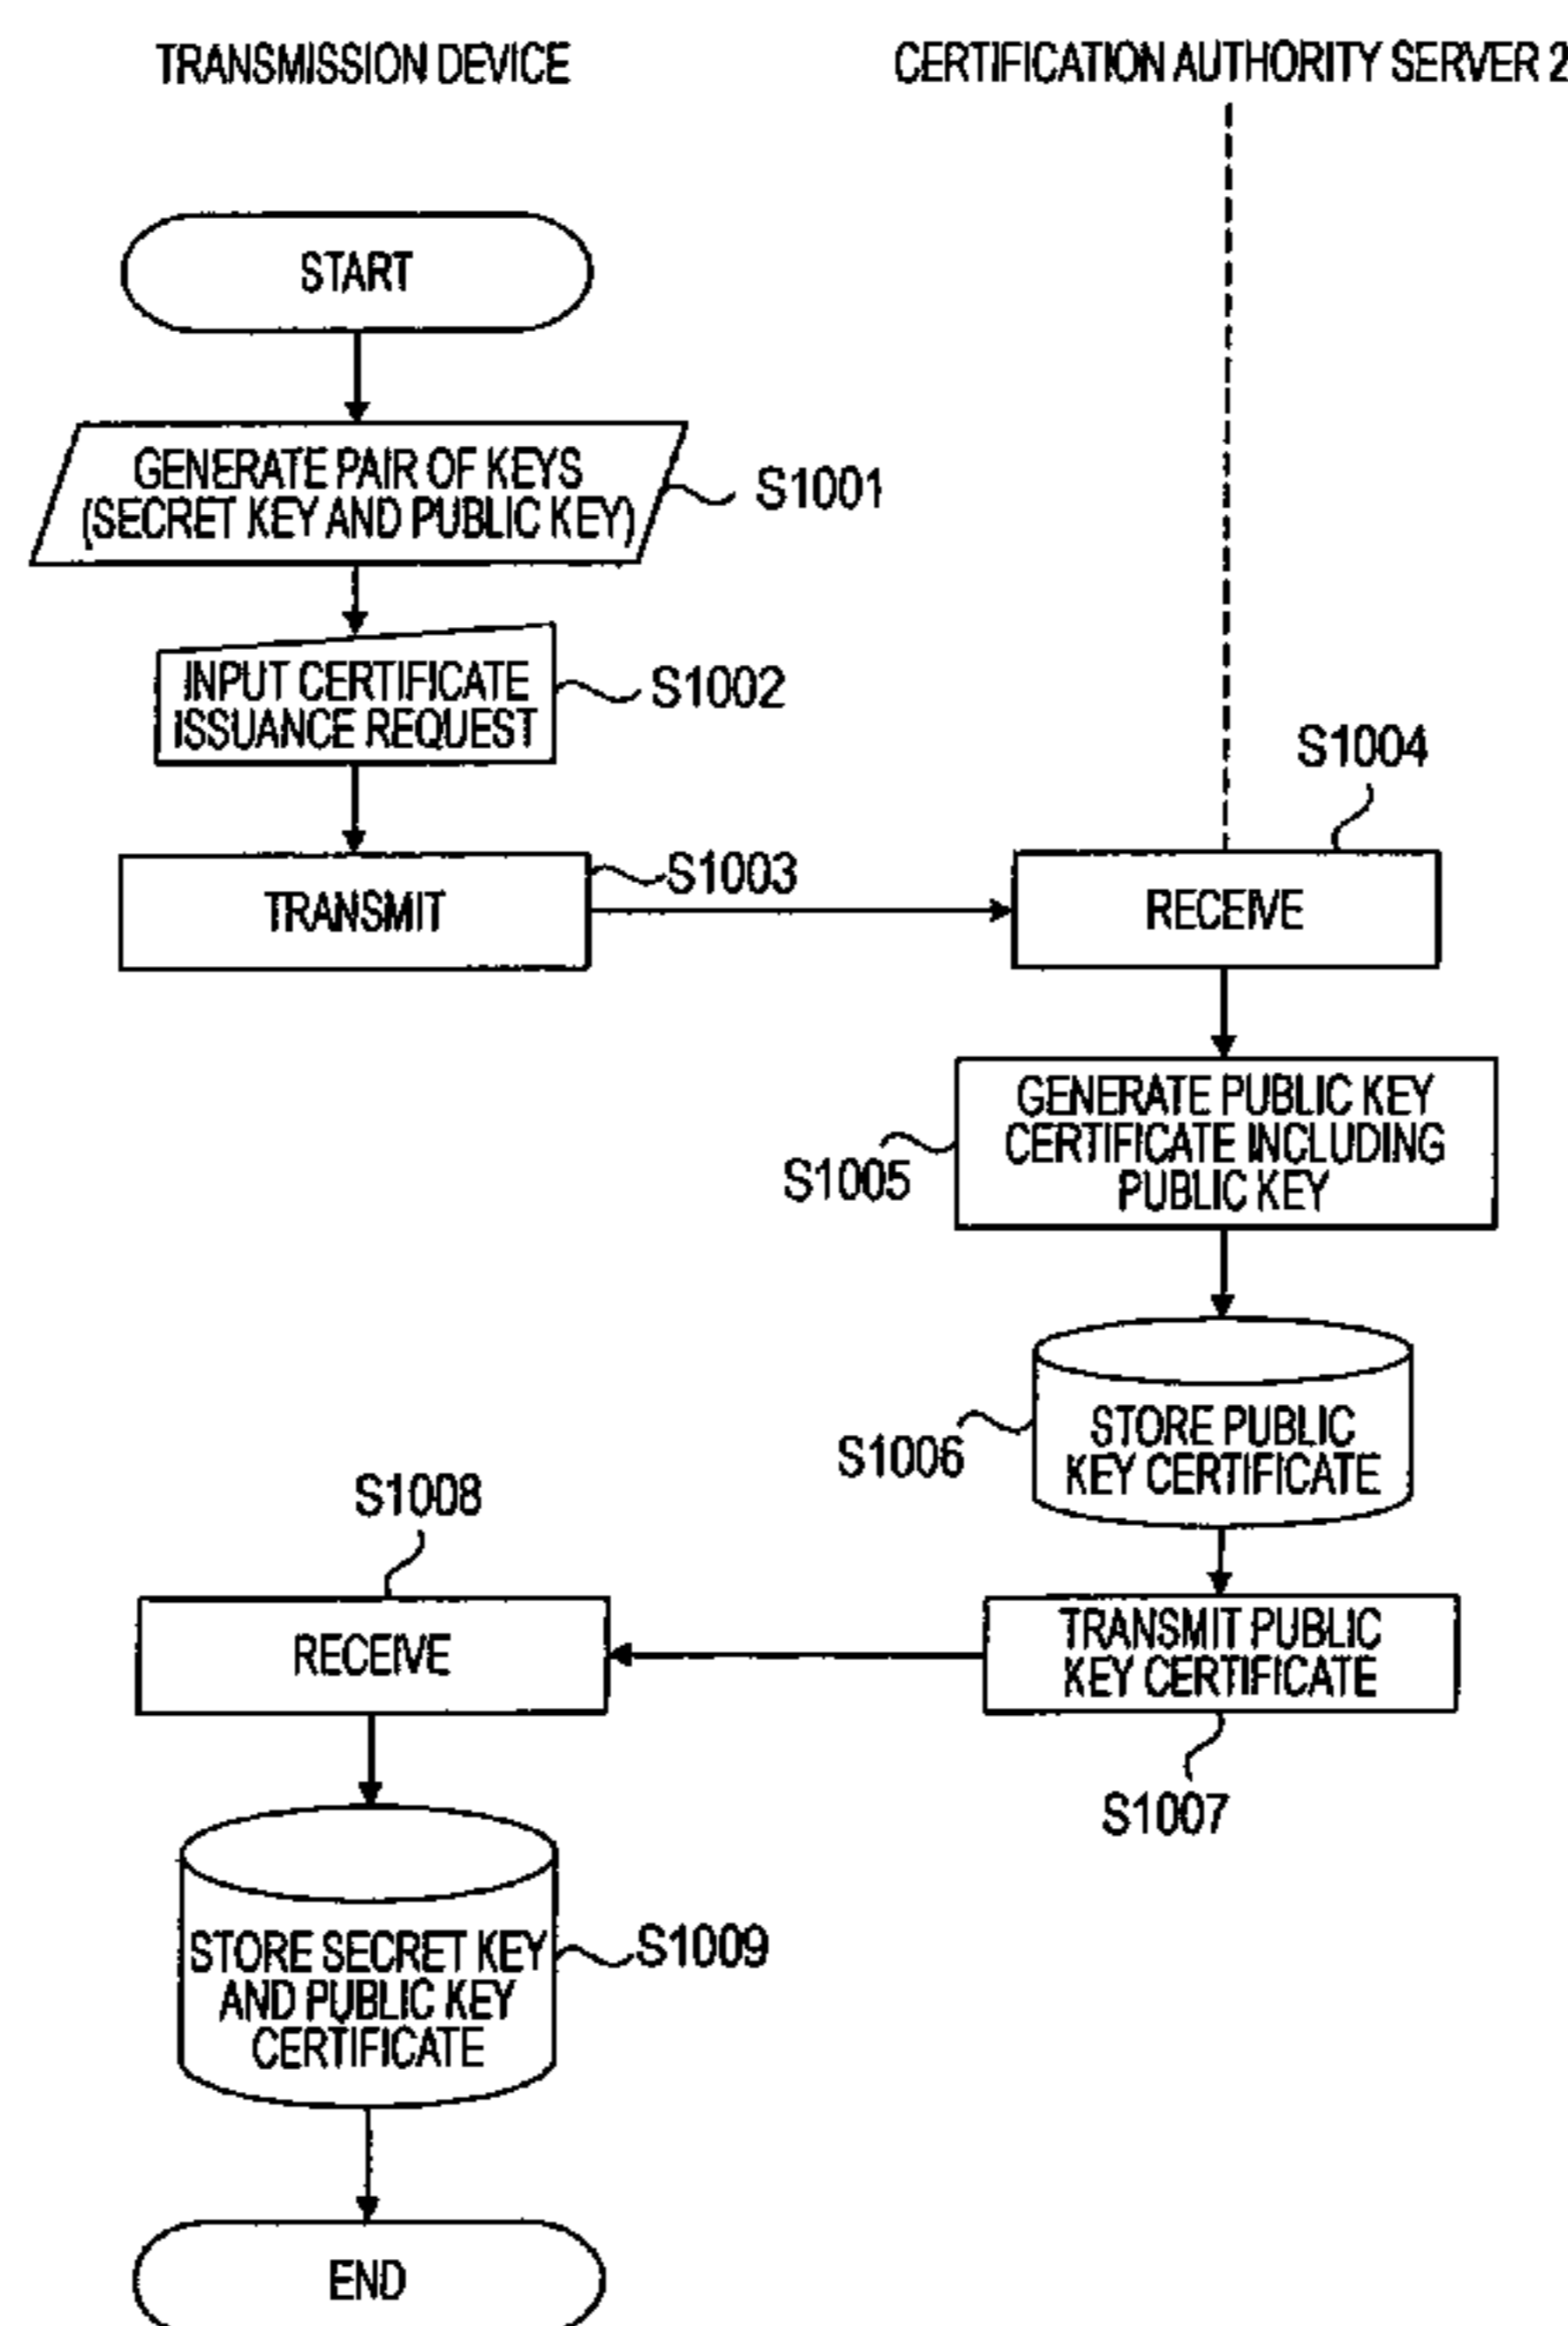 TRANSMISSION DEVICE
CERTIFICATION AUTHORITY SERVER 2
START
GENERATE PAIR OF KEYS
(SECRET KEY AND PUBLIC KEY)
S1001
INPUT CERTIFICATE
ISSUANCE REQUEST
S1002
TRANSMIT
S1003
S1004
RECEIVE
GENERATE PUBLIC KEY
CERTIFICATE INCLUDING
PUBLIC KEY
S1005
STORE PUBLIC
KEY CERTIFICATE
S1006
TRANSMIT PUBLIC
KEY CERTIFICATE
S1007
S1008
RECEIVE
STORE SECRET KEY
AND PUBLIC KEY
CERTIFICATE
S1009
END